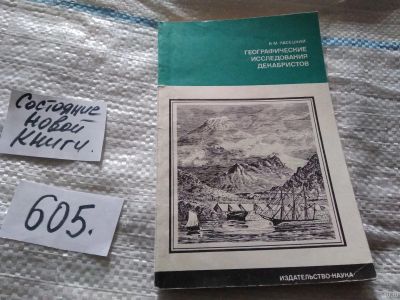 Состояние
новой
книги.
605.
В.М. ПАСЕЦКИЙ
ГЕОГРАФИЧЕСКИЕ
ИССЛЕДОВАНИЯ
ДЕКАБРИСТОВ
ИЗДАТЕЛЬСТВО·НАУКА·